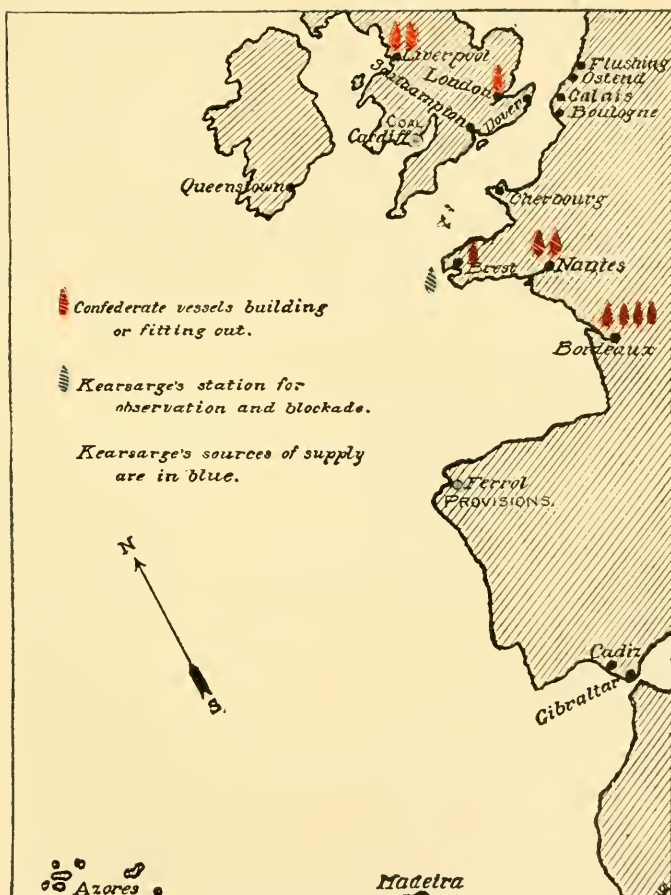 Liverpool
London
Southampton
Dover
COAL
Cardiff
Queenstown
Flushing
Ostend
Calais
Boulogne
Cherbourg
Brest
Nantes
Bordeaux
Confederate vessels building
or fitting out.
Kearsarge's station for
observation and blockade.
Kearsarge's sources of supply
are in blue.
Ferrol
PROVISIONS.
N
S.
Cadiz
Gibraltar
Azores
Madeira